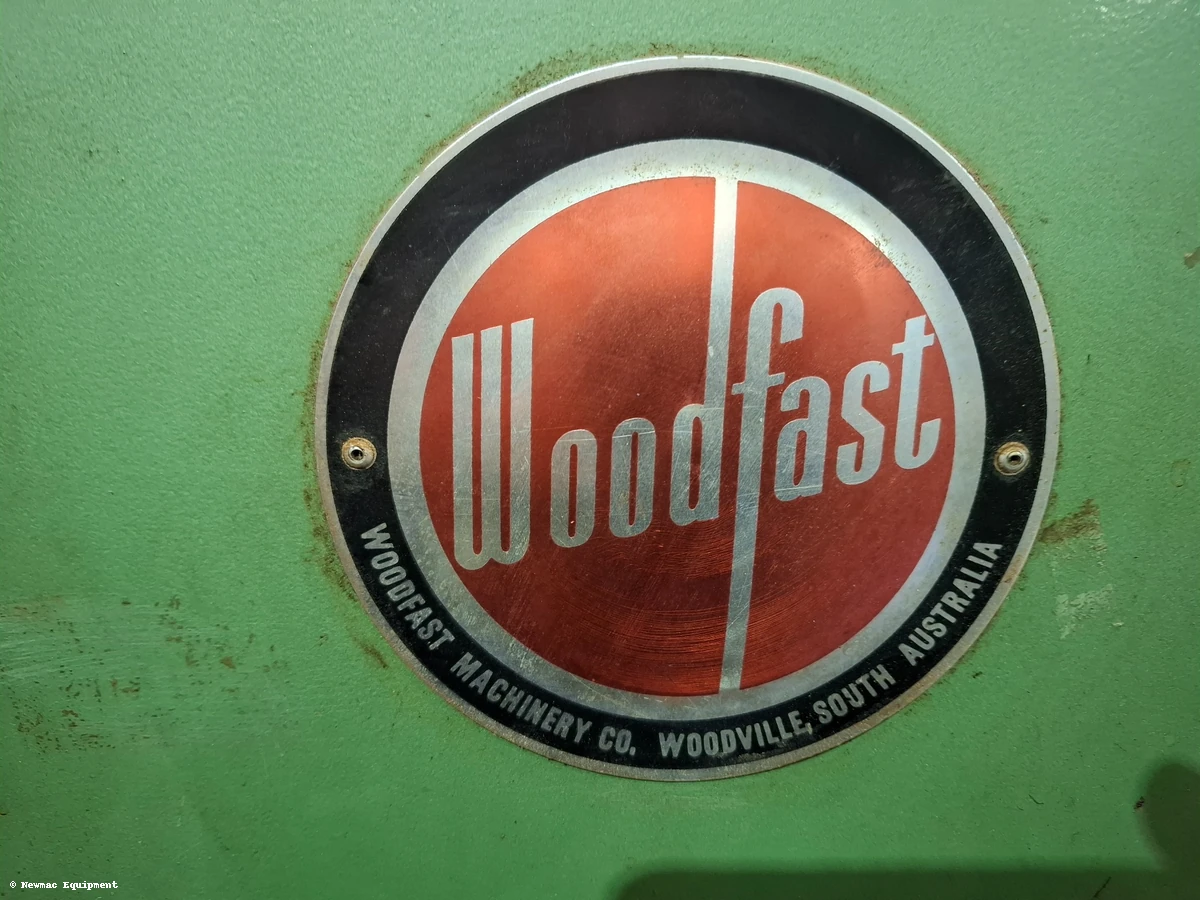 Woodfast
WOODFAST MACHINERY CO. WOODVILLE, SOUTH AUSTRALIA
© Newmac Equipment